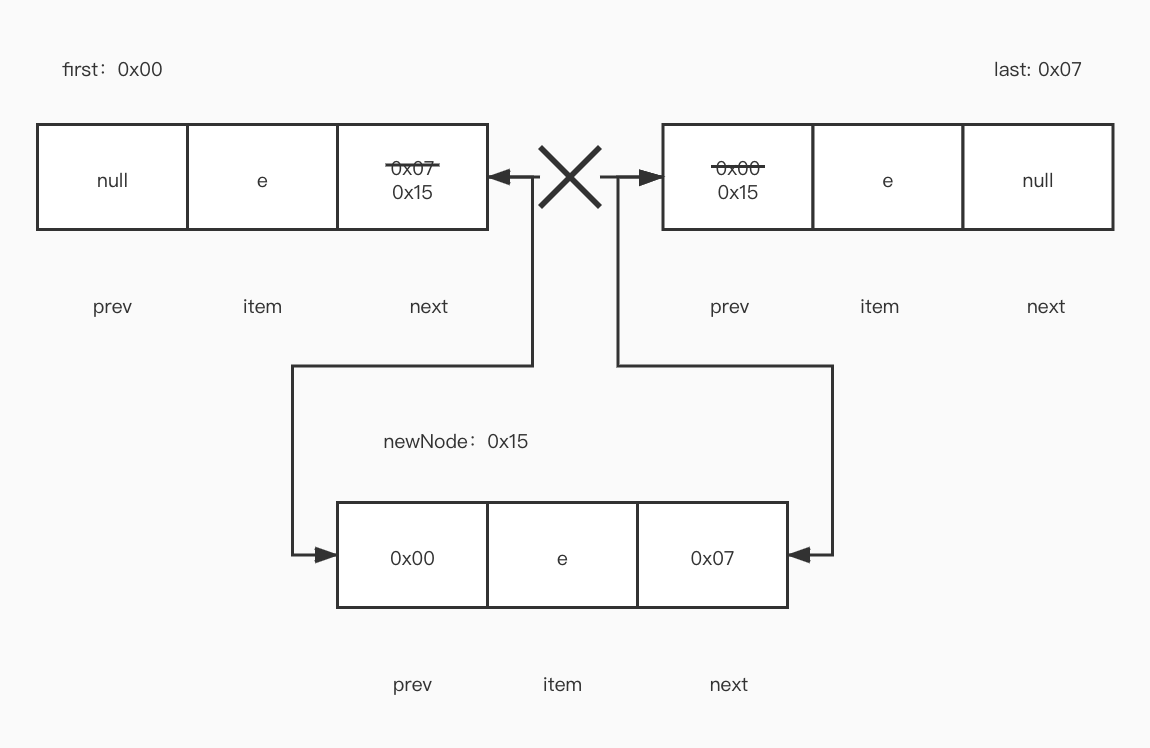 first：0x00
last: 0x07
null e 0x07 0x00 e null
0x15 0x15
prev item next prev item next
newNode：0x15
0x00 e 0x07
prev item next